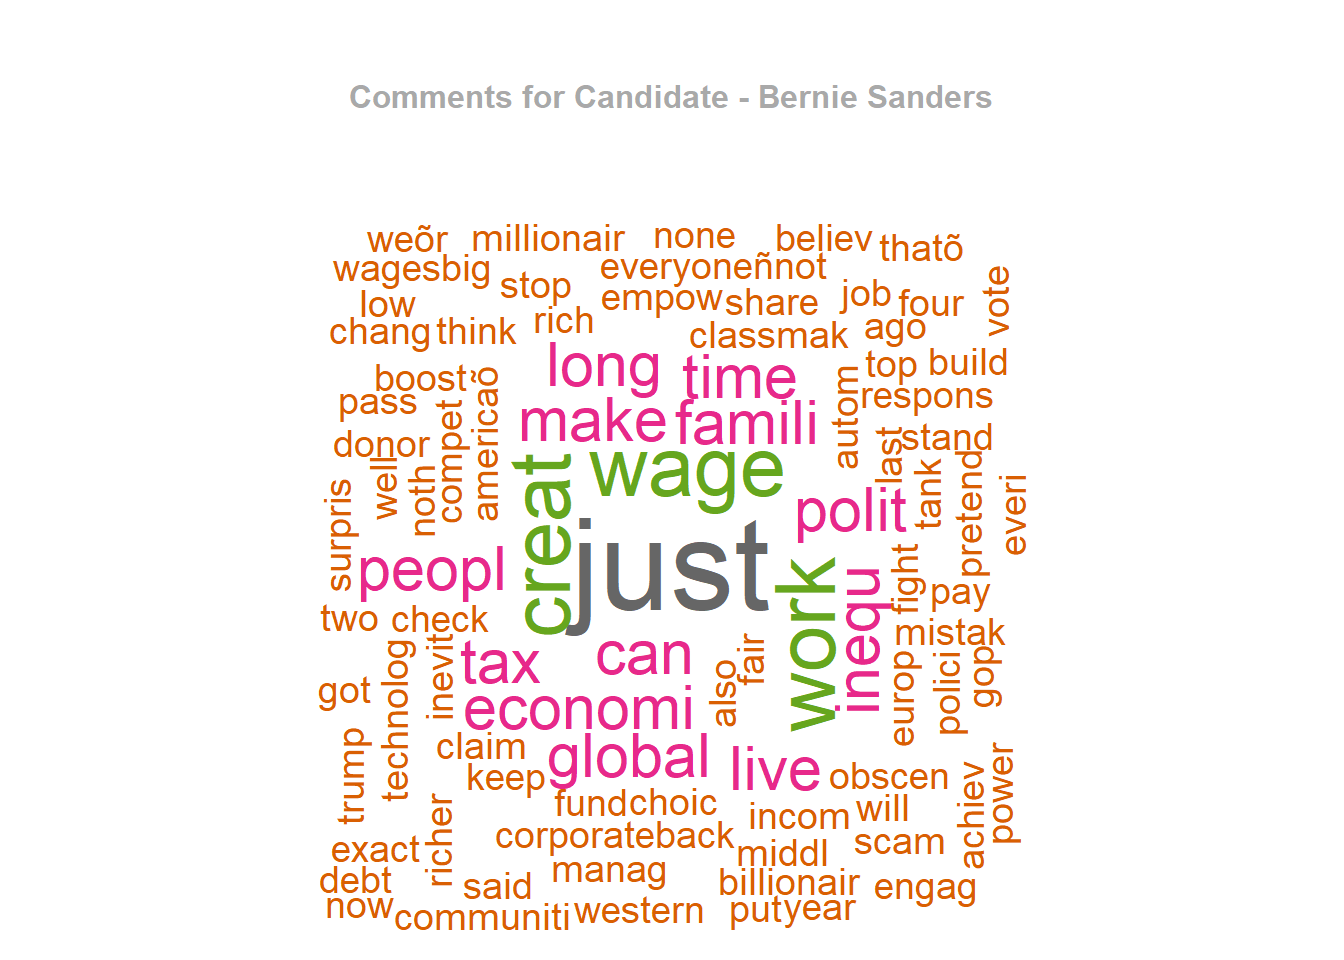 Comments for Candidate - Bernie Sanders
weõr
millionair
none
believ
thatõ
wagesbig
stop
everyoneñnot
low
empow
share
job
four
vote
chang
think
rich
classmak
ago
long
time
top
build
boost
pass
make
famili
autom
respons
donor
well
noth
compet
americaõ
creat
wage
last
stand
surpris
polit
tank
pretend
everi
peopl
just
work
inequ
fight
pay
two
check
mistak
got
technolog
inevit
tax
can
also
fair
europ
polici
gop
economi
trump
claim
keep
global
live
obscen
achiev
power
fund
choic
incom
will
exact
richer
corporateback
middl
scam
debt
said
manag
billionair
engag
now
communiti
western
put
year